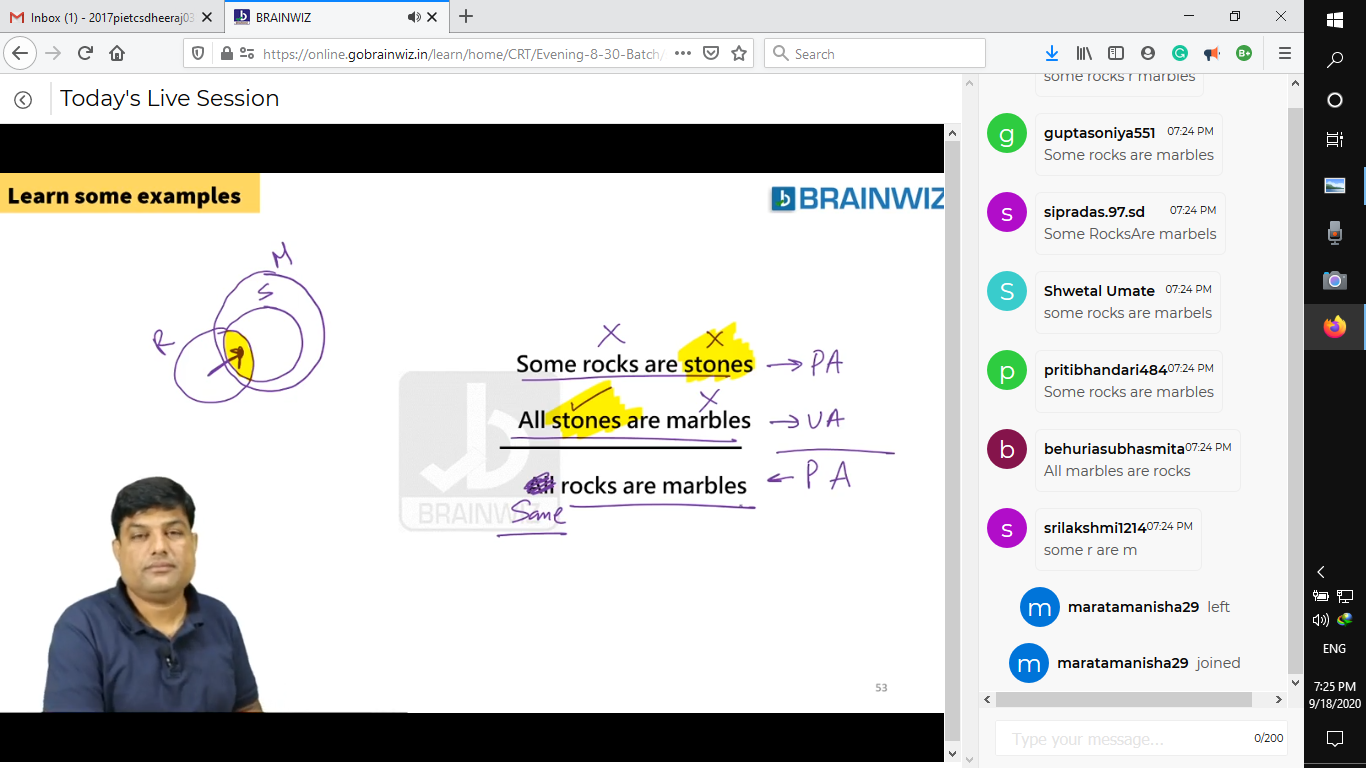 Inbox (1) - 2017pietcsdheeraj03
BRAINWIZ
https://online.gobrainwiz.in/learn/home/CRT/Evening-8-30-Batch/
Search
Today's Live Session
Learn some examples
BRAINWIZ
M
S
R
X X
Some rocks are stones → PA
X
All stones are marbles → UA
All rocks are marbles ← PA
Some
BRAINWIZ
53
some rocks r marbles
guptasoniya551 07:24 PM
Some rocks are marbles
sipradas.97.sd 07:24 PM
Some RocksAre marbels
Shwetal Umate 07:24 PM
some rocks are marbels
pritibhandari484 07:24 PM
Some rocks are marbles
behuriasubhasmita 07:24 PM
All marbles are rocks
srilakshmi1214 07:24 PM
some r are m
maratamanisha29 left
maratamanisha29 joined
Type your message...
0/200
ENG
7:25 PM
9/18/2020